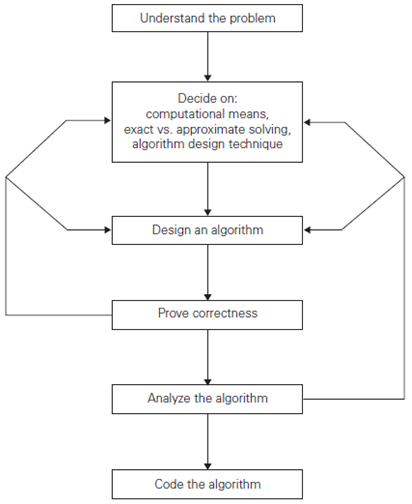 Understand the problem
Decide on:
computational means,
exact vs. approximate solving,
algorithm design technique
Design an algorithm
Prove correctness
Analyze the algorithm
Code the algorithm